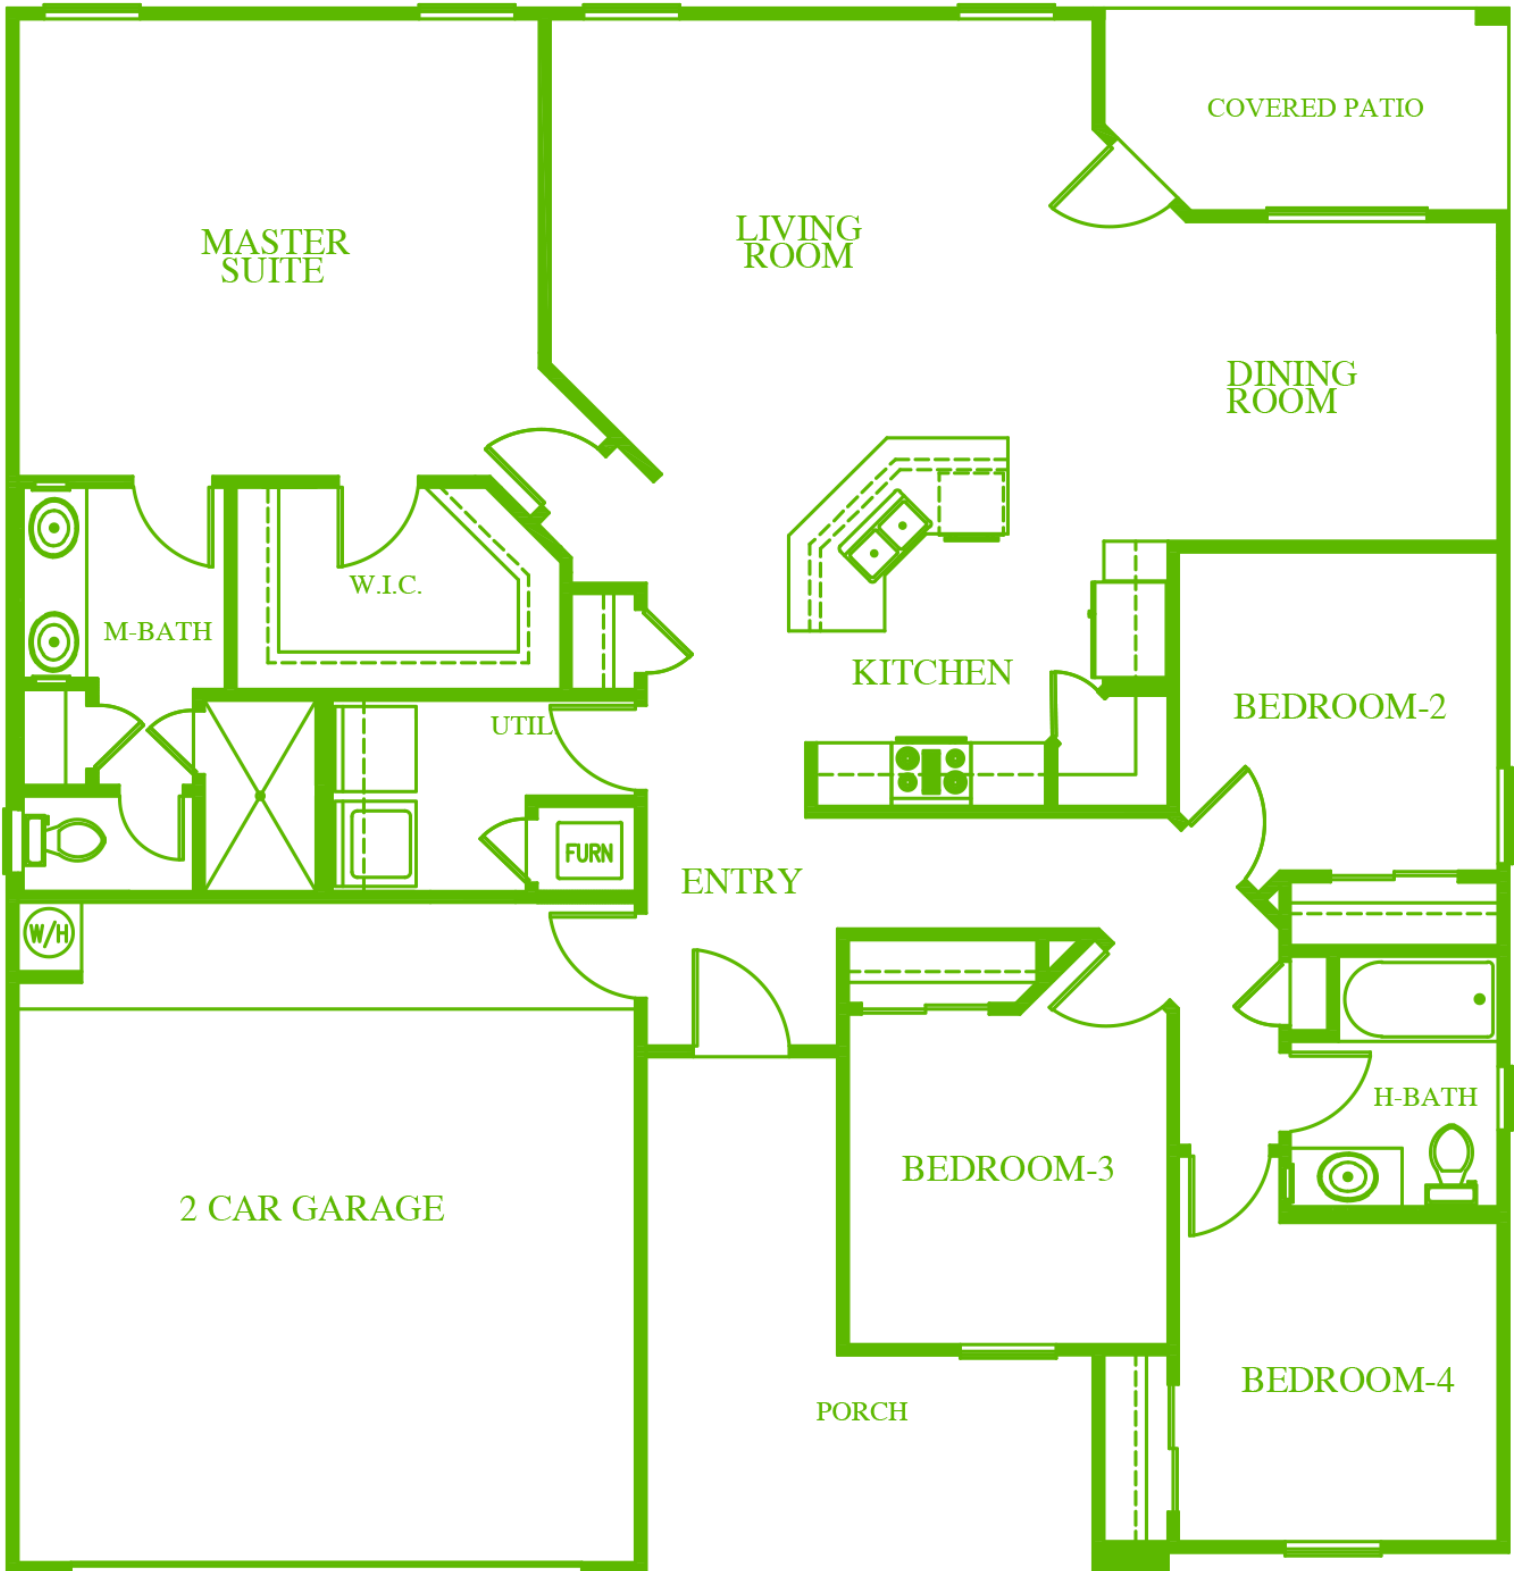 COVERED PATIO
MASTER
SUITE
LIVING
ROOM
DINING
ROOM
W.I.C.
M-BATH
KITCHEN
UTIL
BEDROOM-2
FURN
ENTRY
W/H
H-BATH
BEDROOM-3
2 CAR GARAGE
BEDROOM-4
PORCH